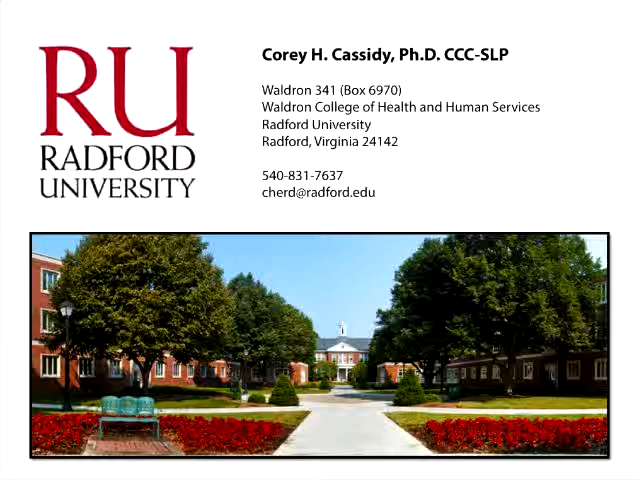 RU
RADFORD
UNIVERSITY
Corey H. Cassidy, Ph.D. CCC-SLP
Waldron 341 (Box 6970)
Waldron College of Health and Human Services
Radford University
Radford, Virginia 24142
540-831-7637
cherd@radford.edu